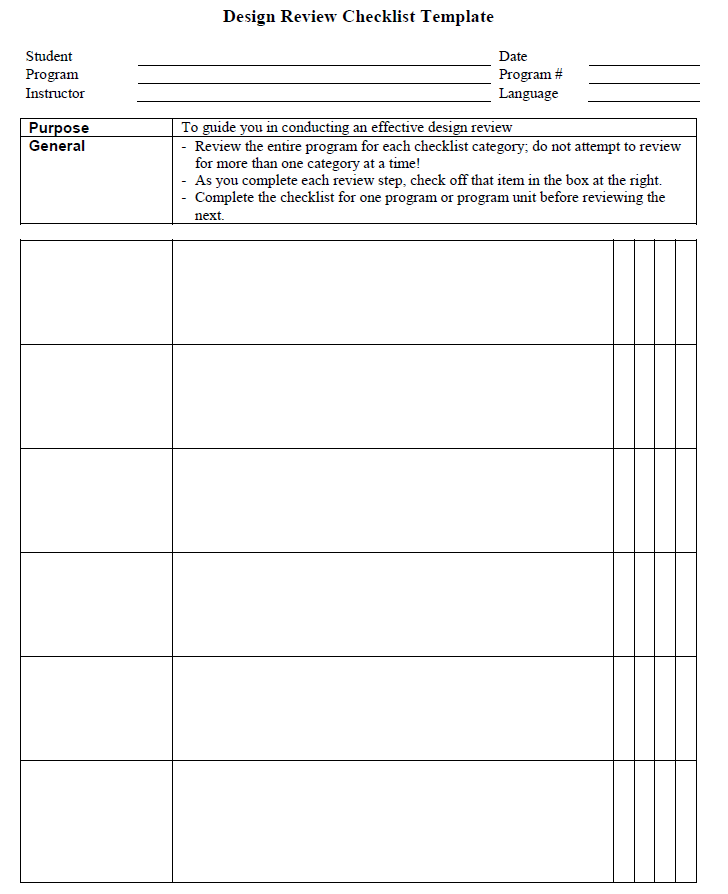 Design Review Checklist Template
Student Date
Program Program #
Instructor Language
Purpose To guide you in conducting an effective design review
General - Review the entire program for each checklist category; do not attempt to review
for more than one category at a time!
- As you complete each review step, check off that item in the box at the right.
- Complete the checklist for one program or program unit before reviewing the
next.